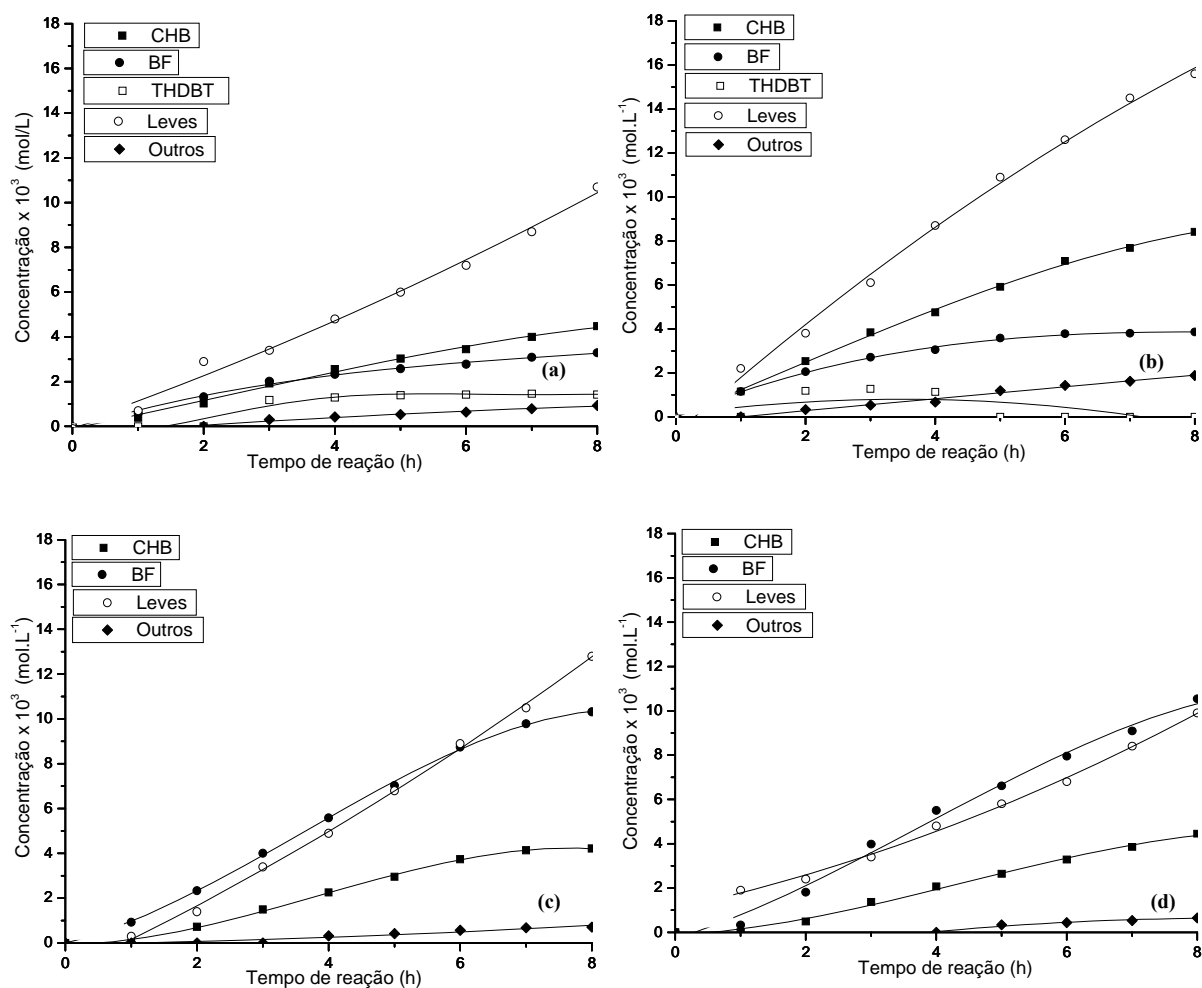 18
16
14
12
10
8
6
4
2
0
Concentração x 10³ (mol/L)
CHB
BF
THDBT
Leves
Outros
(a)
0 2 4 6 8
Tempo de reação (h)
18
16
14
12
10
8
6
4
2
0
Concentração x 10³ (mol.L⁻¹)
CHB
BF
THDBT
Leves
Outros
(b)
0 2 4 6 8
Tempo de reação (h)
18
16
14
12
10
8
6
4
2
0
Concentração x 10³ (mol.L⁻¹)
CHB
BF
Leves
Outros
(c)
0 2 4 6 8
Tempo de reação (h)
18
16
14
12
10
8
6
4
2
0
Concentração x 10³ (mol.L⁻¹)
CHB
BF
Leves
Outros
(d)
0 2 4 6 8
Tempo de reação (h)